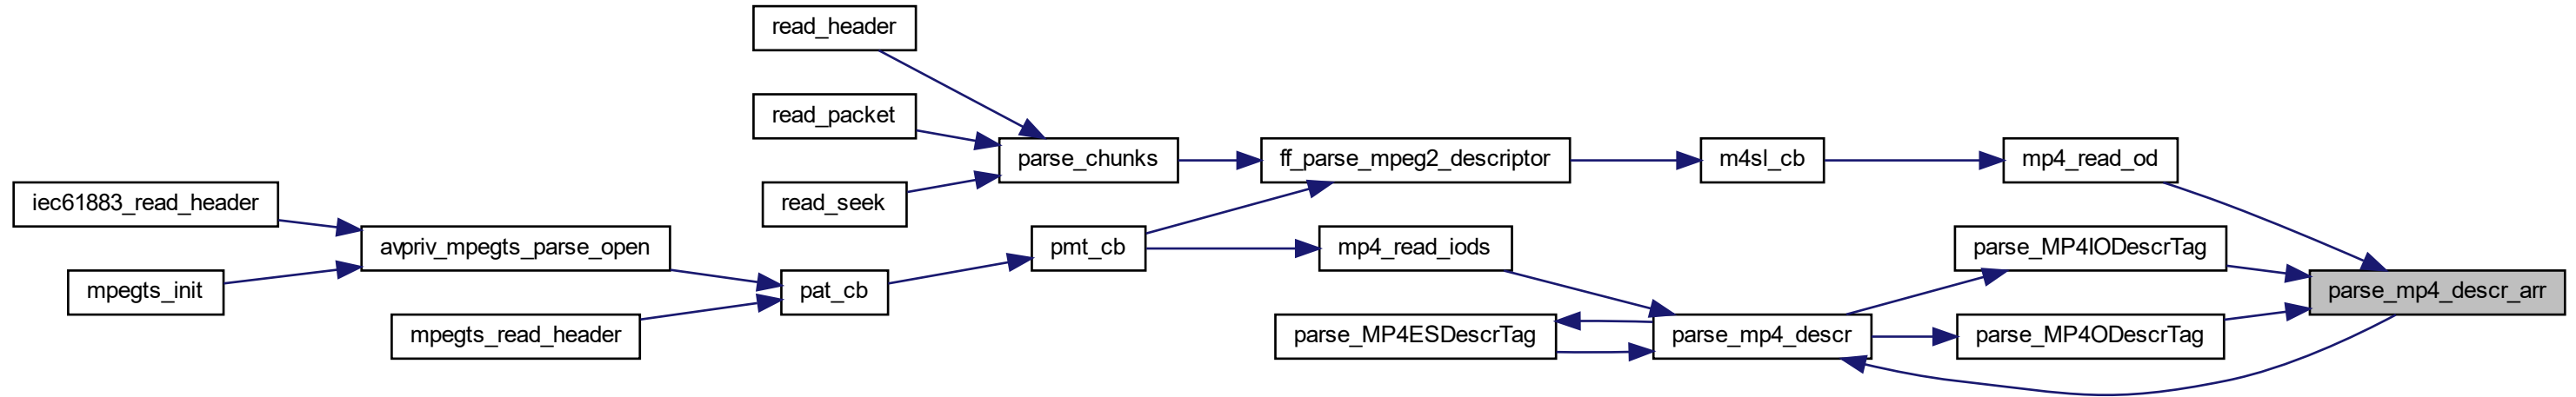 read_header
read_packet
parse_chunks
ff_parse_mpeg2_descriptor
m4sl_cb
mp4_read_od
iec61883_read_header
read_seek
avpriv_mpegts_parse_open
pmt_cb
mp4_read_iods
parse_MP4IODescrTag
mpegts_init
pat_cb
parse_mp4_descr_arr
mpegts_read_header
parse_MP4ESDescrTag
parse_mp4_descr
parse_MP4ODescrTag